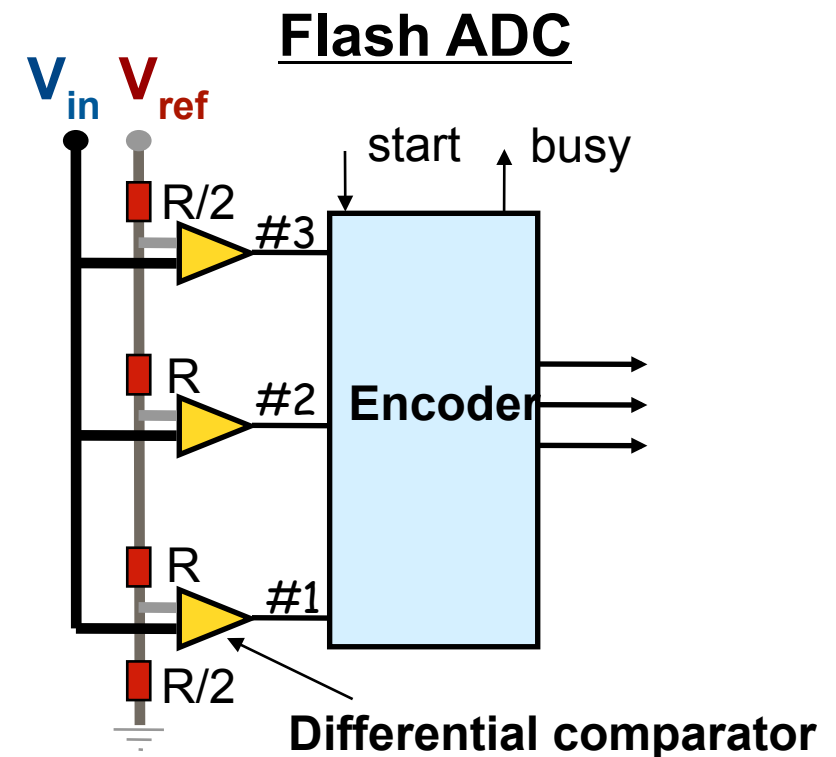 Flash ADC
Vin Vref
start busy
R/2
#3
R
#2
Encoder
R
#1
R/2
Differential comparator